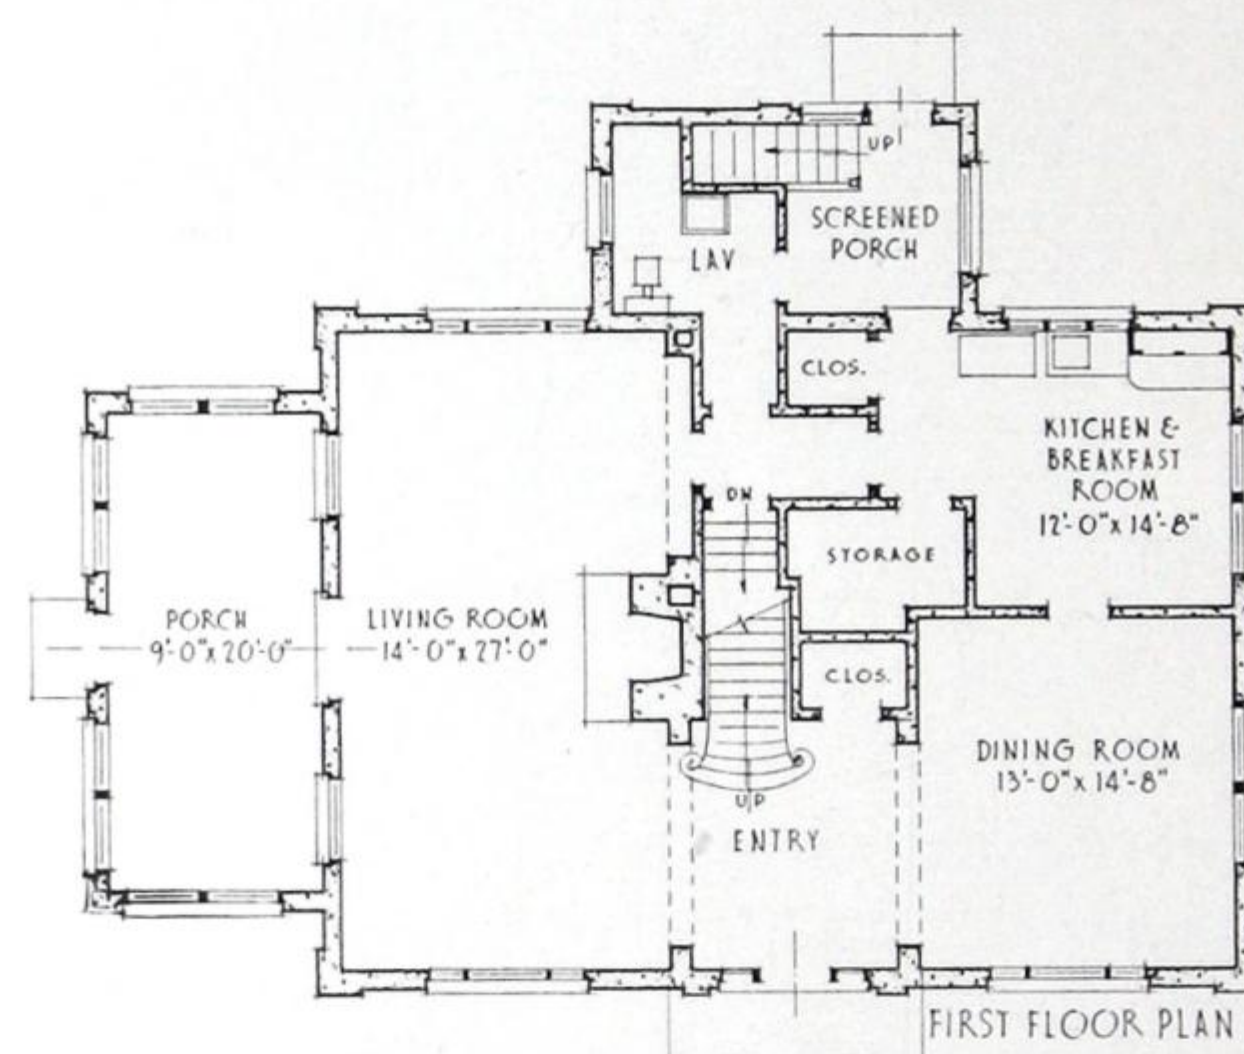 UP
SCREENED
PORCH
LAV
CLOS.
KITCHEN &
BREAKFAST
ROOM
12'-0" x 14'-8"
DN
STORAGE
PORCH
9'-0" x 20'-0"
LIVING ROOM
14'-0" x 27'-0"
CLOS.
DINING ROOM
13'-0" x 14'-8"
UP
ENTRY
FIRST FLOOR PLAN